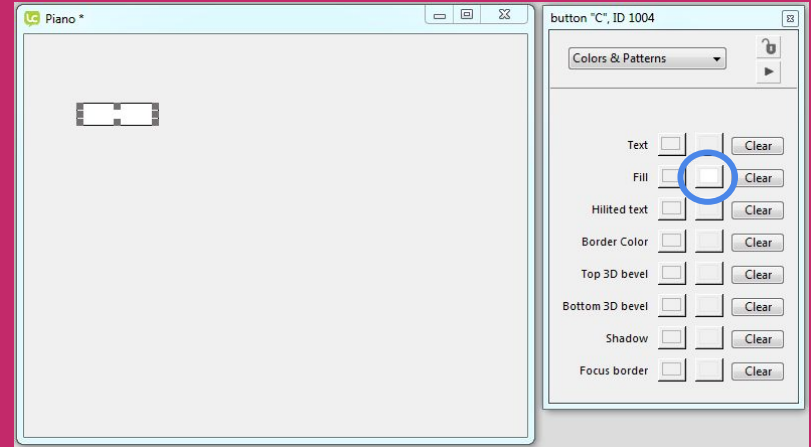 Piano *
button "C", ID 1004
Colors & Patterns
Text Clear
Fill Clear
Hilited text Clear
Border Color Clear
Top 3D bevel Clear
Bottom 3D bevel Clear
Shadow Clear
Focus border Clear